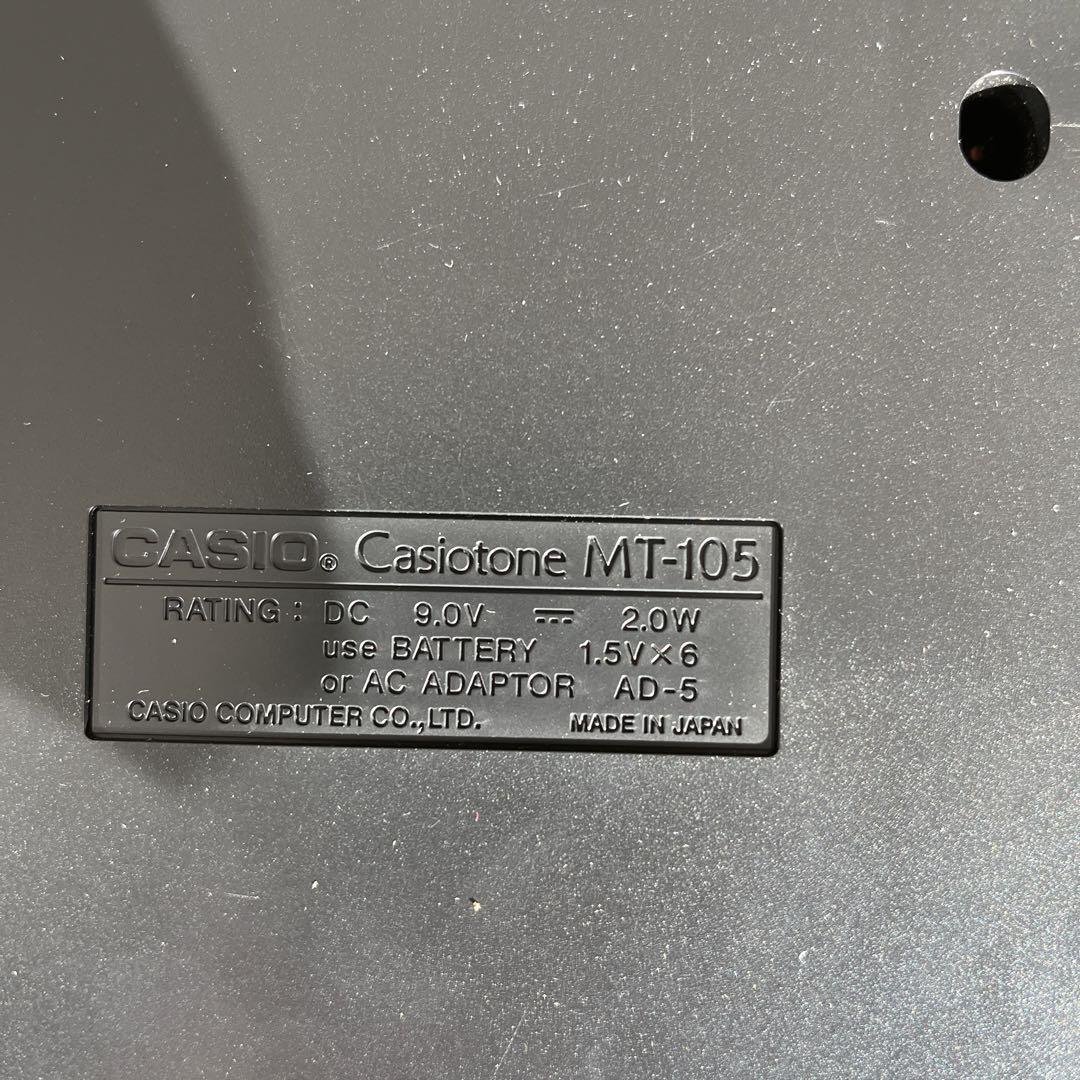 CASIO® Casiotone MT-105
RATING : DC 9.0V ⎓ 2.0W
use BATTERY 1.5V×6
or AC ADAPTOR AD-5
CASIO COMPUTER CO.,LTD. MADE IN JAPAN